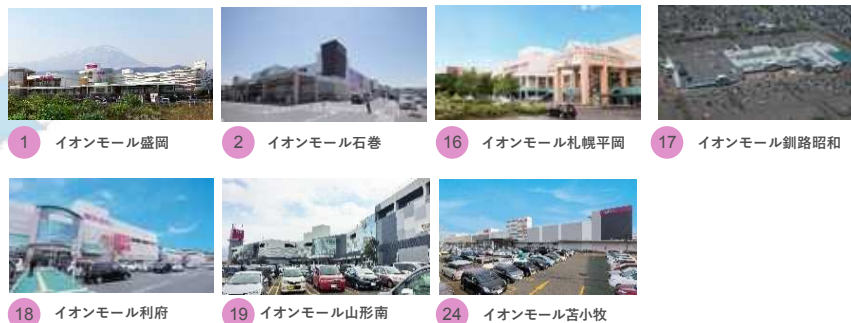 1 イオンモール盛岡
2 イオンモール石巻
16 イオンモール札幌平岡
17 イオンモール釧路昭和
18 イオンモール利府
19 イオンモール山形南
24 イオンモール苫小牧